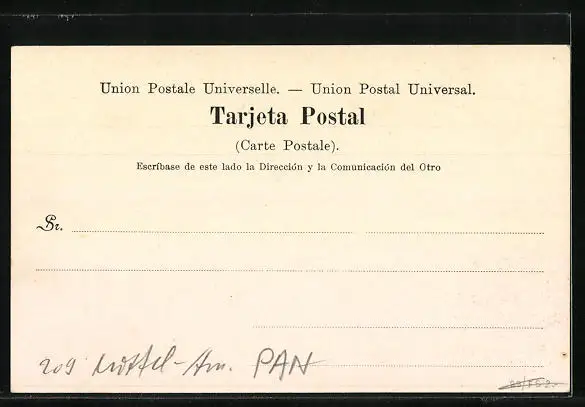 Union Postale Universelle. — Union Postal Universal.
Tarjeta Postal
(Carte Postale).
Escríbase de este lado la Dirección y la Comunicación del Otro
Sr.
209 Mittel-Am. PAN